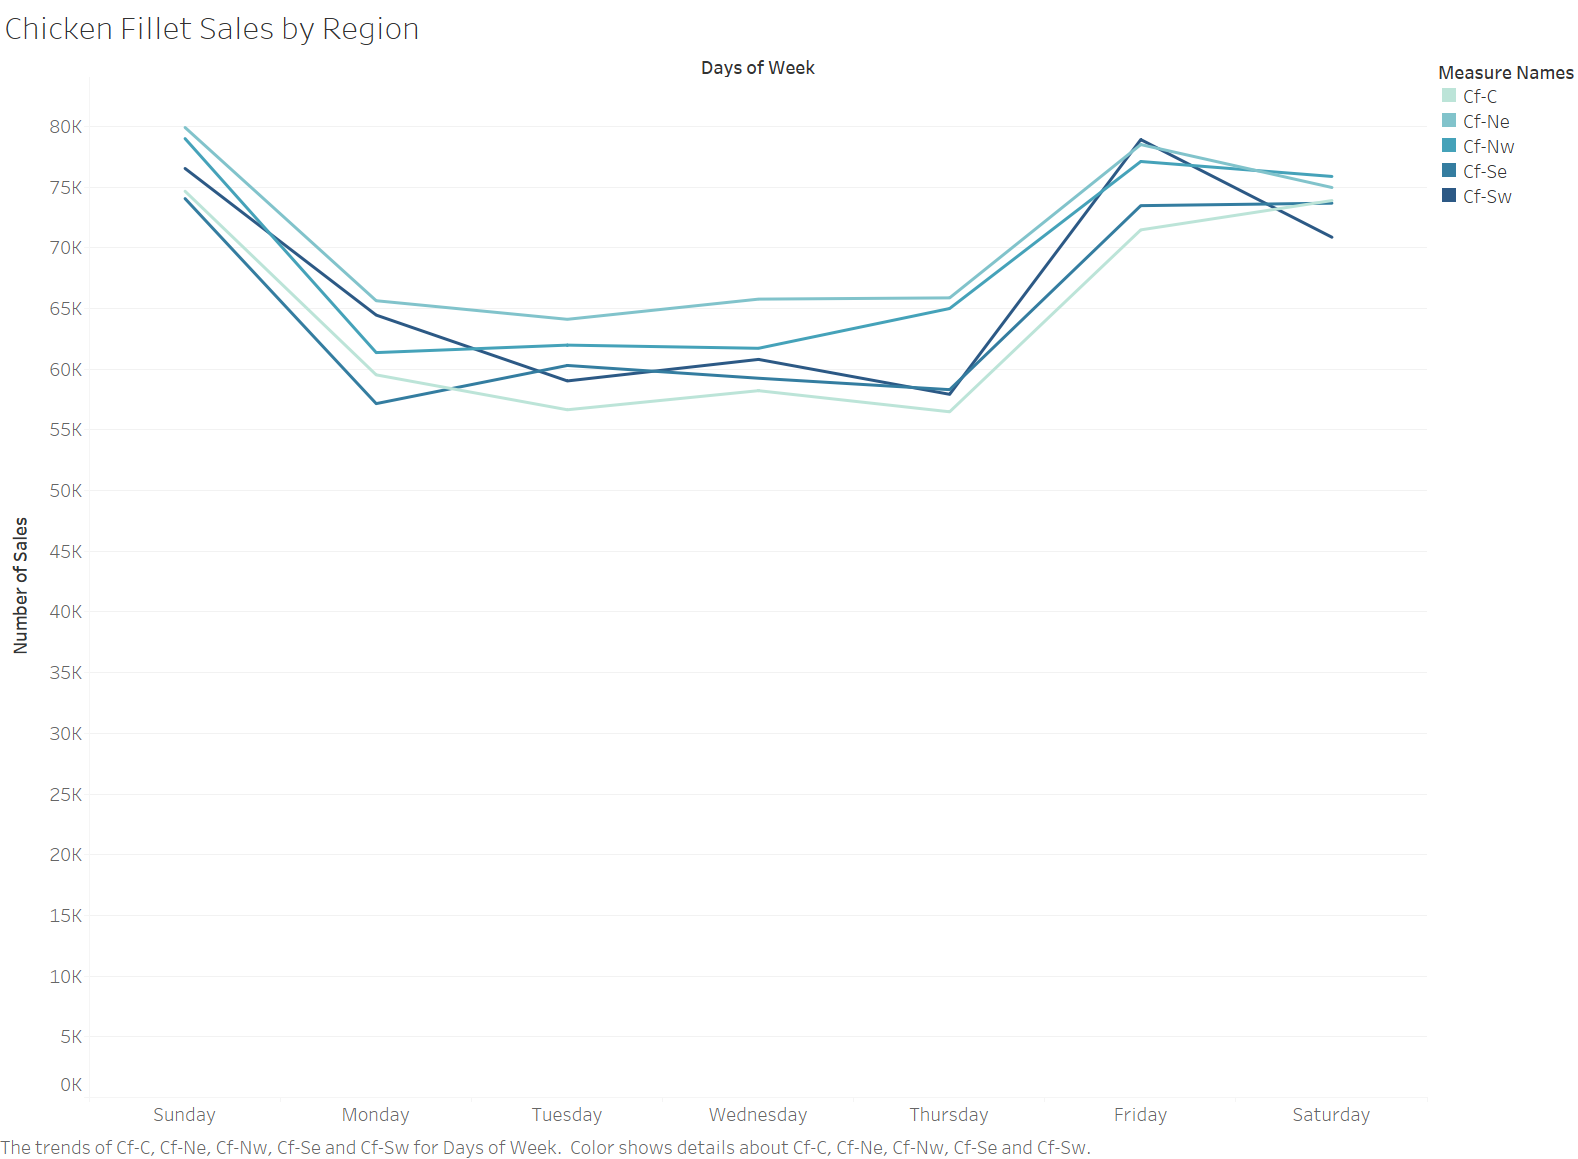 Chicken Fillet Sales by Region
Days of Week
Measure Names
Cf-C
Cf-Ne
Cf-Nw
Cf-Se
Cf-Sw
Number of Sales
80K
75K
70K
65K
60K
55K
50K
45K
40K
35K
30K
25K
20K
15K
10K
5K
0K
Sunday Monday Tuesday Wednesday Thursday Friday Saturday
The trends of Cf-C, Cf-Ne, Cf-Nw, Cf-Se and Cf-Sw for Days of Week.  Color shows details about Cf-C, Cf-Ne, Cf-Nw, Cf-Se and Cf-Sw.